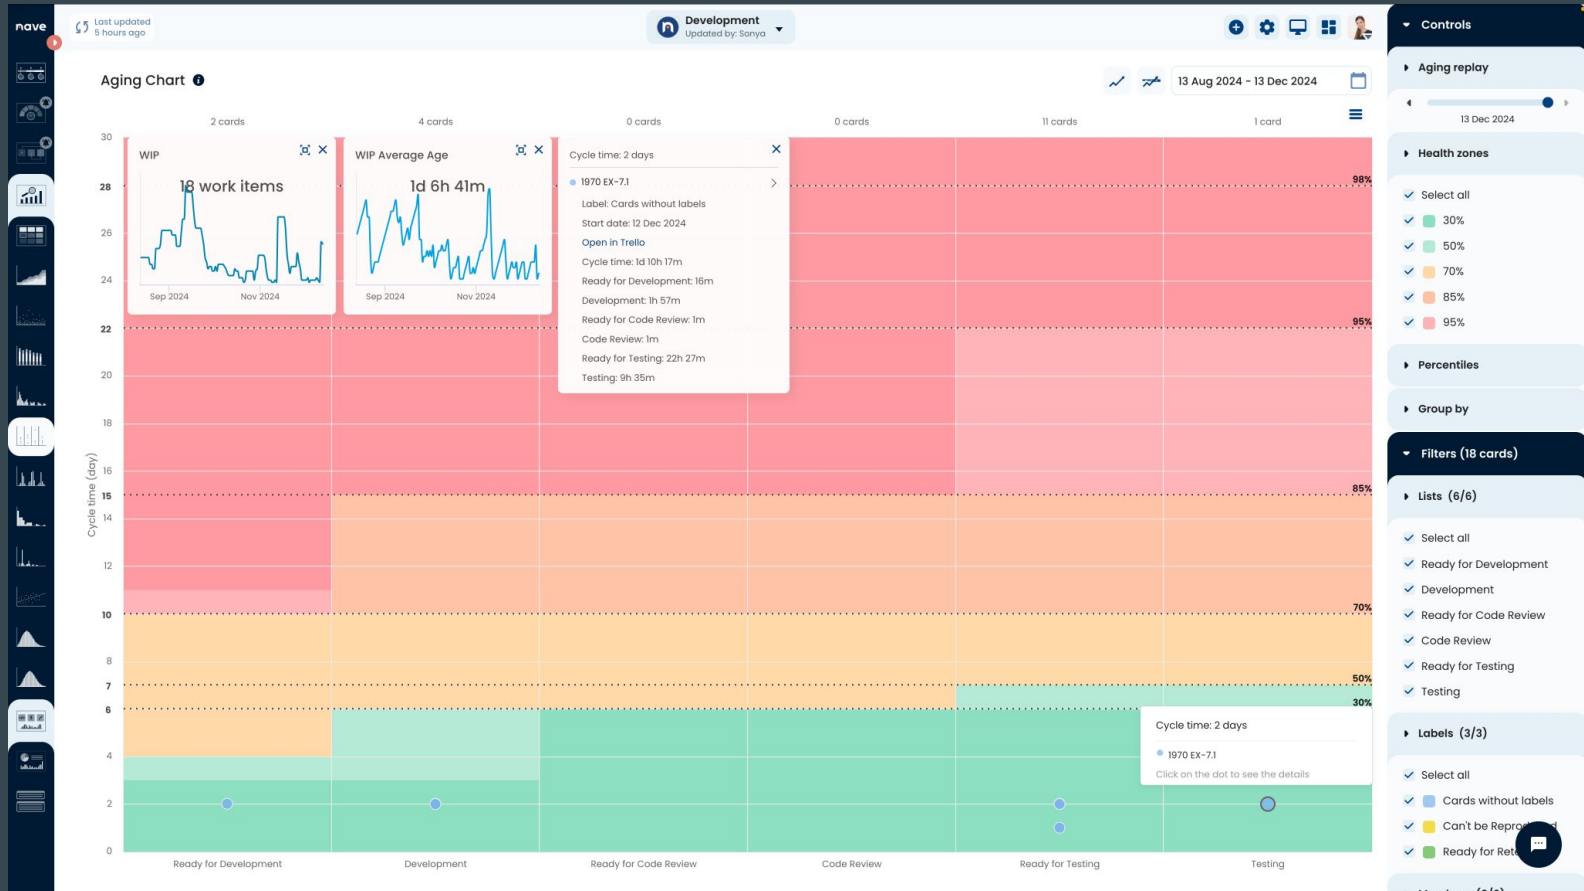 nave
Last updated
5 hours ago
Development
Updated by: Sonya
Aging Chart
13 Aug 2024 - 13 Dec 2024
2 cards
4 cards
0 cards
0 cards
11 cards
1 card
Cycle time (day)
30
28
26
24
22
20
18
16
15
14
12
10
8
7
6
4
2
0
98%
95%
85%
70%
50%
30%
WIP
18 work items
Sep 2024
Nov 2024
WIP Average Age
1d 6h 41m
Sep 2024
Nov 2024
Cycle time: 2 days
1970 EX-7.1
Label: Cards without labels
Start date: 12 Dec 2024
Open in Trello
Cycle time: 1d 10h 17m
Ready for Development: 16m
Development: 1h 57m
Ready for Code Review: 1m
Code Review: 1m
Ready for Testing: 22h 27m
Testing: 9h 35m
Cycle time: 2 days
1970 EX-7.1
Click on the dot to see the details
Ready for Development
Development
Ready for Code Review
Code Review
Ready for Testing
Testing
Controls
Aging replay
13 Dec 2024
Health zones
Select all
30%
50%
70%
85%
95%
Percentiles
Group by
Filters (18 cards)
Lists (6/6)
Select all
Ready for Development
Development
Ready for Code Review
Code Review
Ready for Testing
Testing
Labels (3/3)
Select all
Cards without labels
Can't be
Ready for